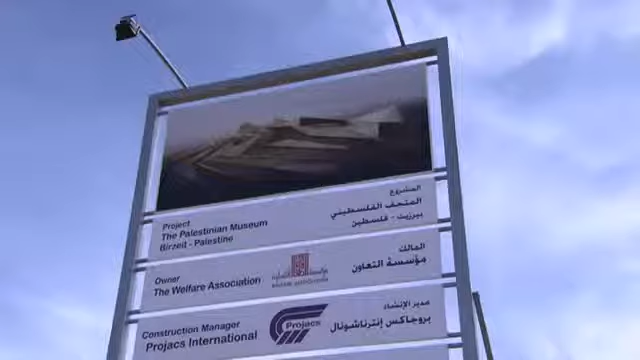 Project
The Palestinian Museum
Birzeit - Palestine
المشروع
المتحف الفلسطيني
بيرزيت - فلسطين
Owner
The Welfare Association
المالك
مؤسسة التعاون
Construction Manager
Projacs International
Projacs
مدير الإنشاء
بروجاكس إنترناشونال